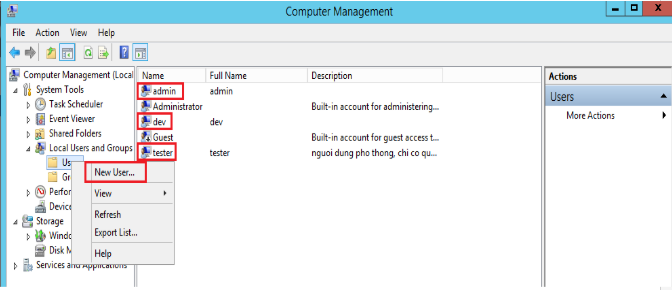 Computer Management
File Action View Help
Computer Management (Local
System Tools
Task Scheduler
Event Viewer
Shared Folders
Local Users and Groups
Us
Gr
Perfor
Device
Storage
Windo
Disk M
Services and Applications
Name Full Name Description
admin admin
Administrator Built-in account for administering...
dev dev
Guest Built-in account for guest access t...
tester tester nguoi dung pho thong, chi co qu...
New User...
View
Refresh
Export List...
Help
Actions
Users
More Actions